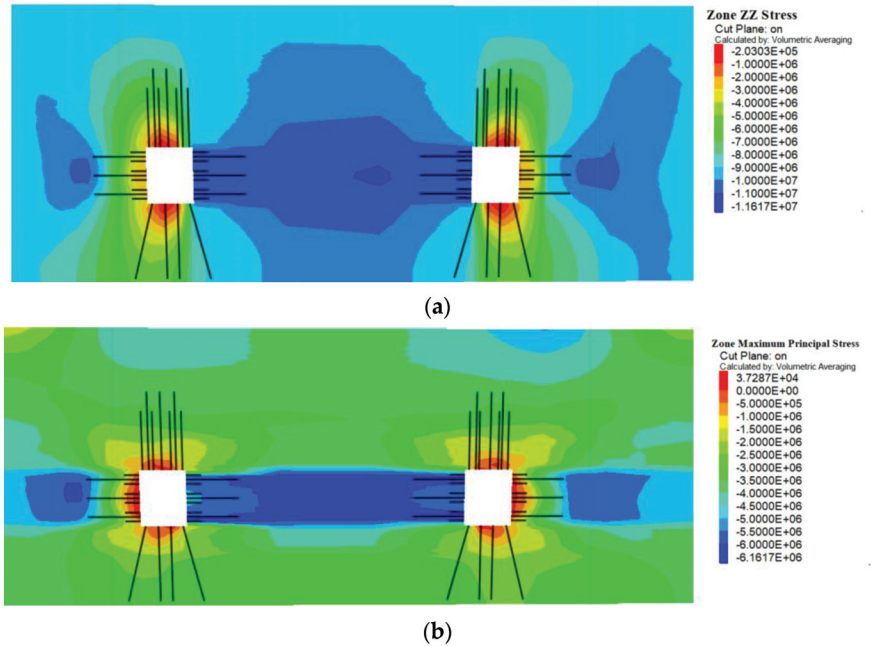 Zone ZZ Stress
Cut Plane: on
Calculated by: Volumetric Averaging
-2.0303E+05
-1.0000E+06
-2.0000E+06
-3.0000E+06
-4.0000E+06
-5.0000E+06
-6.0000E+06
-7.0000E+06
-8.0000E+06
-9.0000E+06
-1.0000E+07
-1.1000E+07
-1.1617E+07
(a)
Zone Maximum Principal Stress
Cut Plane: on
Calculated by: Volumetric Averaging
3.7287E+04
0.0000E+00
-5.0000E+05
-1.0000E+06
-1.5000E+06
-2.0000E+06
-2.5000E+06
-3.0000E+06
-3.5000E+06
-4.0000E+06
-4.5000E+06
-5.0000E+06
-5.5000E+06
-6.0000E+06
-6.1617E+06
(b)